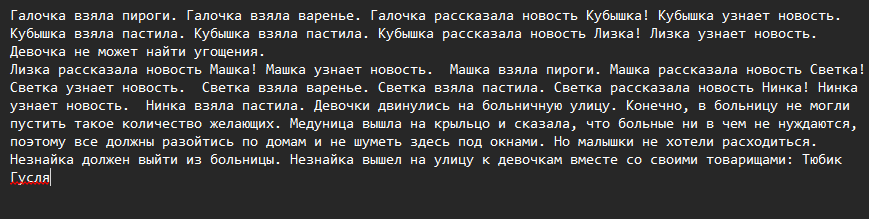 Галочка взяла пироги. Галочка взяла варенье. Галочка рассказала новость Кубышка! Кубышка узнает новость.
Кубышка взяла пастила. Кубышка взяла пастила. Кубышка рассказала новость Лизка! Лизка узнает новость.
Девочка не может найти угощения.
Лизка рассказала новость Машка! Машка узнает новость.  Машка взяла пироги. Машка рассказала новость Светка!
Светка узнает новость.  Светка взяла варенье. Светка взяла пастила. Светка рассказала новость Нинка! Нинка
узнает новость.  Нинка взяла пастила. Девочки двинулись на больничную улицу. Конечно, в больницу не могли
пустить такое количество желающих. Медуница вышла на крыльцо и сказала, что больные ни в чем не нуждаются,
поэтому все должны разойтись по домам и не шуметь здесь под окнами. Но малышки не хотели расходиться.
Незнайка должен выйти из больницы. Незнайка вышел на улицу к девочкам вместе со своими товарищами: Тюбик
Гусля